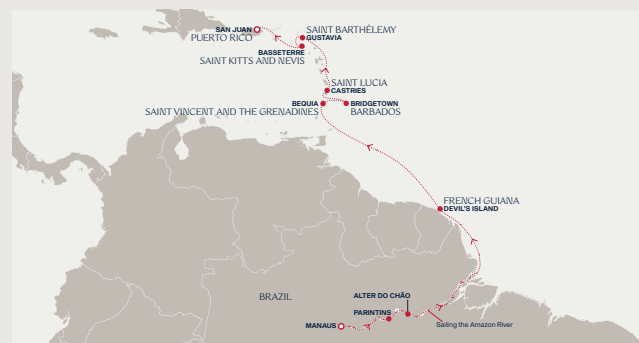 SAN JUAN
PUERTO RICO
SAINT BARTHÉLEMY
GUSTAVIA
BASSETERRE
SAINT KITTS AND NEVIS
SAINT LUCIA
CASTRIES
BEQUIA
BRIDGETOWN
SAINT VINCENT AND THE GRENADINES
BARBADOS
FRENCH GUIANA
DEVIL'S ISLAND
BRAZIL
ALTER DO CHÃO
PARINTINS
MANAUS
Sailing the Amazon River